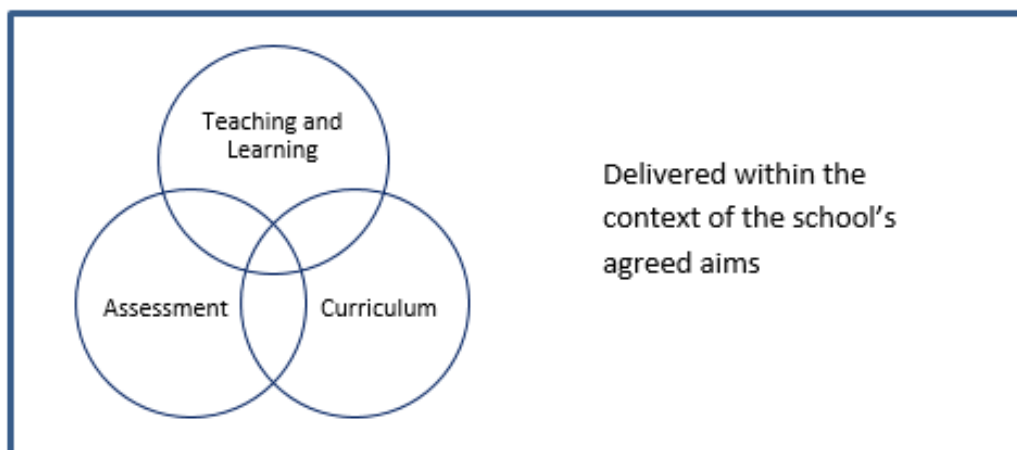 Teaching and
Learning
Assessment
Curriculum
Delivered within the
context of the school’s
agreed aims